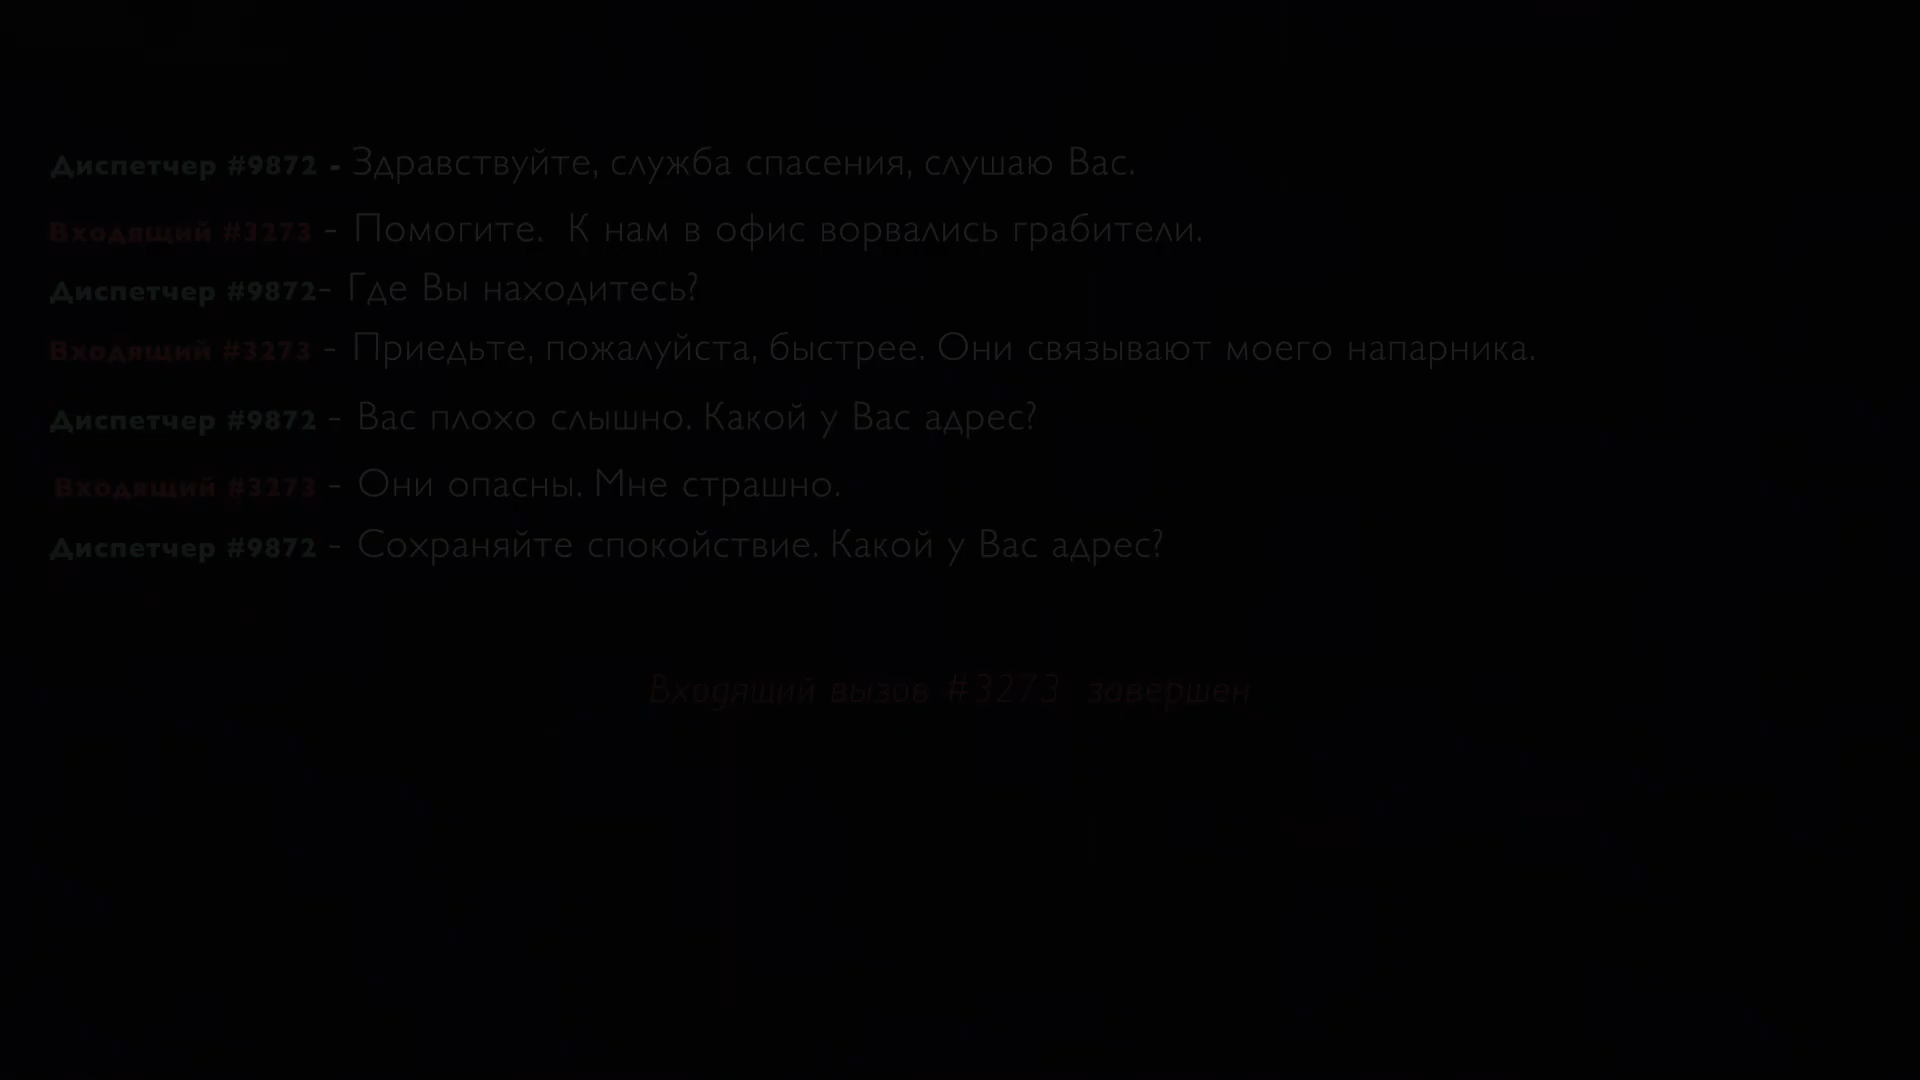 Диспетчер #9872 - Здравствуйте, служба спасения, слушаю Вас.
Входящий #3273 - Помогите. К нам в офис ворвались грабители.
Диспетчер #9872- Где Вы находитесь?
Входящий #3273 - Приедьте, пожалуйста, быстрее. Они связывают моего напарника.
Диспетчер #9872 - Вас плохо слышно. Какой у Вас адрес?
Входящий #3273 - Они опасны. Мне страшно.
Диспетчер #9872 - Сохраняйте спокойствие. Какой у Вас адрес?
Входящий вызов #3273 завершен